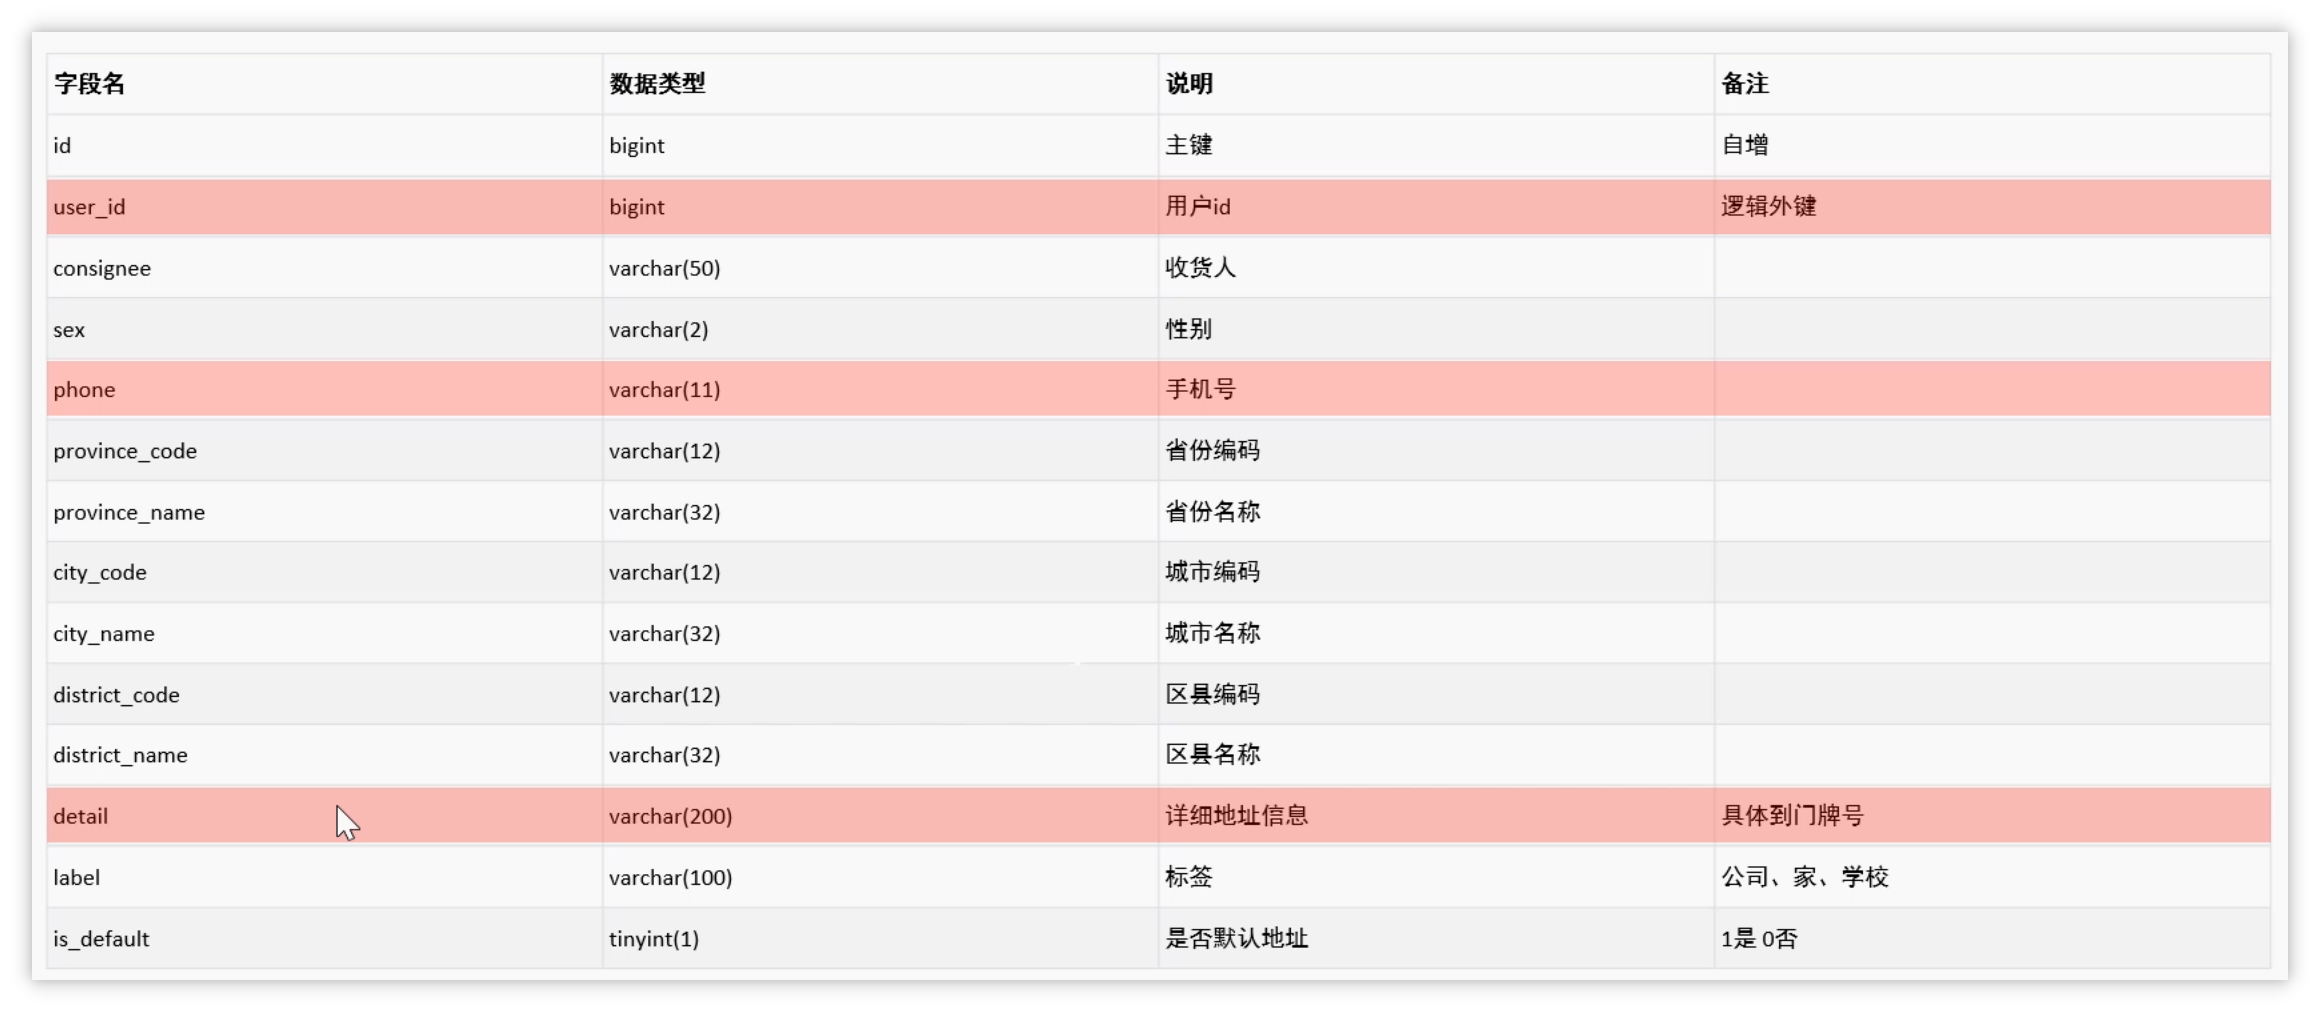 字段名 数据类型 说明 备注
id bigint 主键 自增
user_id bigint 用户id 逻辑外键
consignee varchar(50) 收货人
sex varchar(2) 性别
phone varchar(11) 手机号
province_code varchar(12) 省份编码
province_name varchar(32) 省份名称
city_code varchar(12) 城市编码
city_name varchar(32) 城市名称
district_code varchar(12) 区县编码
district_name varchar(32) 区县名称
detail varchar(200) 详细地址信息 具体到门牌号
label varchar(100) 标签 公司、家、学校
is_default tinyint(1) 是否默认地址 1是 0否